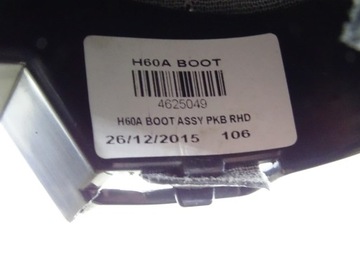 H60A BOOT
4625049
H60A BOOT ASSY PKB RHD
26/12/2015 106